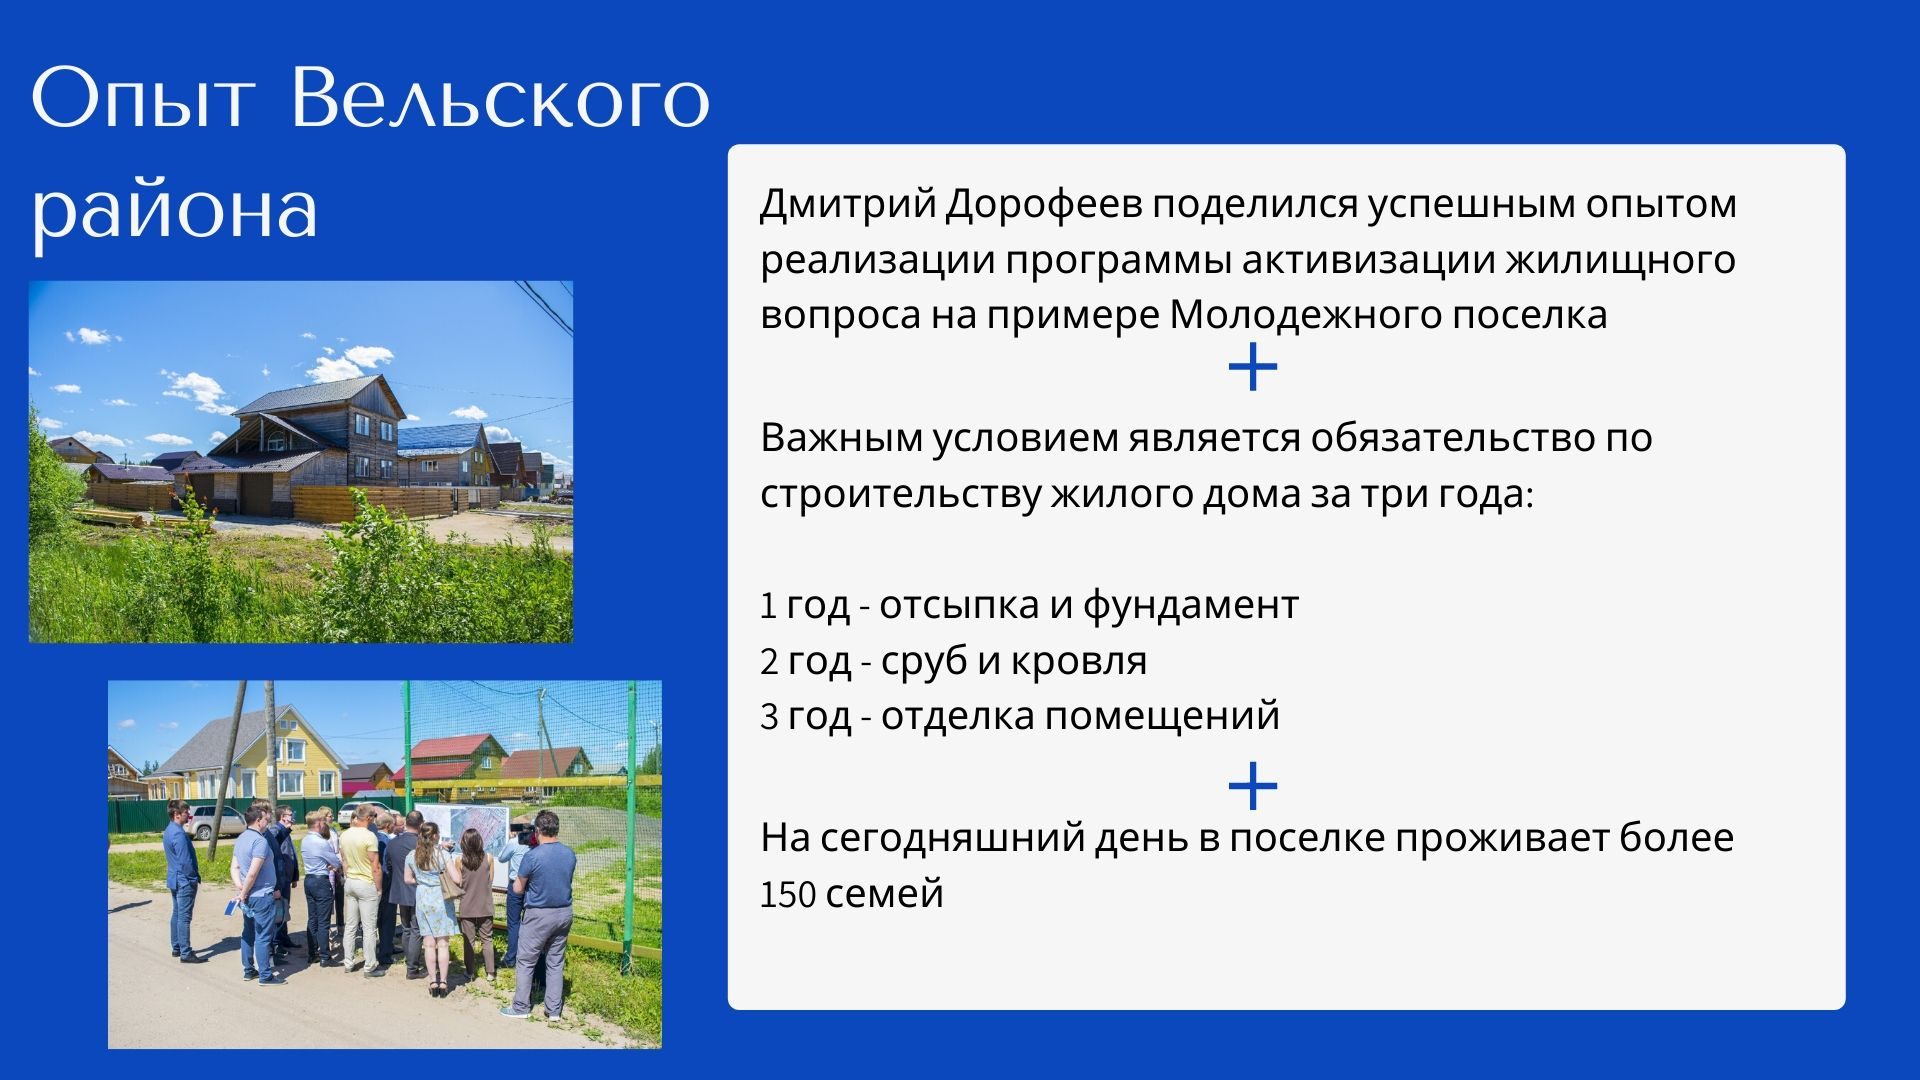 Опыт Вельского
района
Дмитрий Дорофеев поделился успешным опытом
реализации программы активизации жилищного
вопроса на примере Молодежного поселка
+
Важным условием является обязательство по
строительству жилого дома за три года:
1 год - отсыпка и фундамент
2 год - сруб и кровля
3 год - отделка помещений
+
На сегодняшний день в поселке проживает более
150 семей